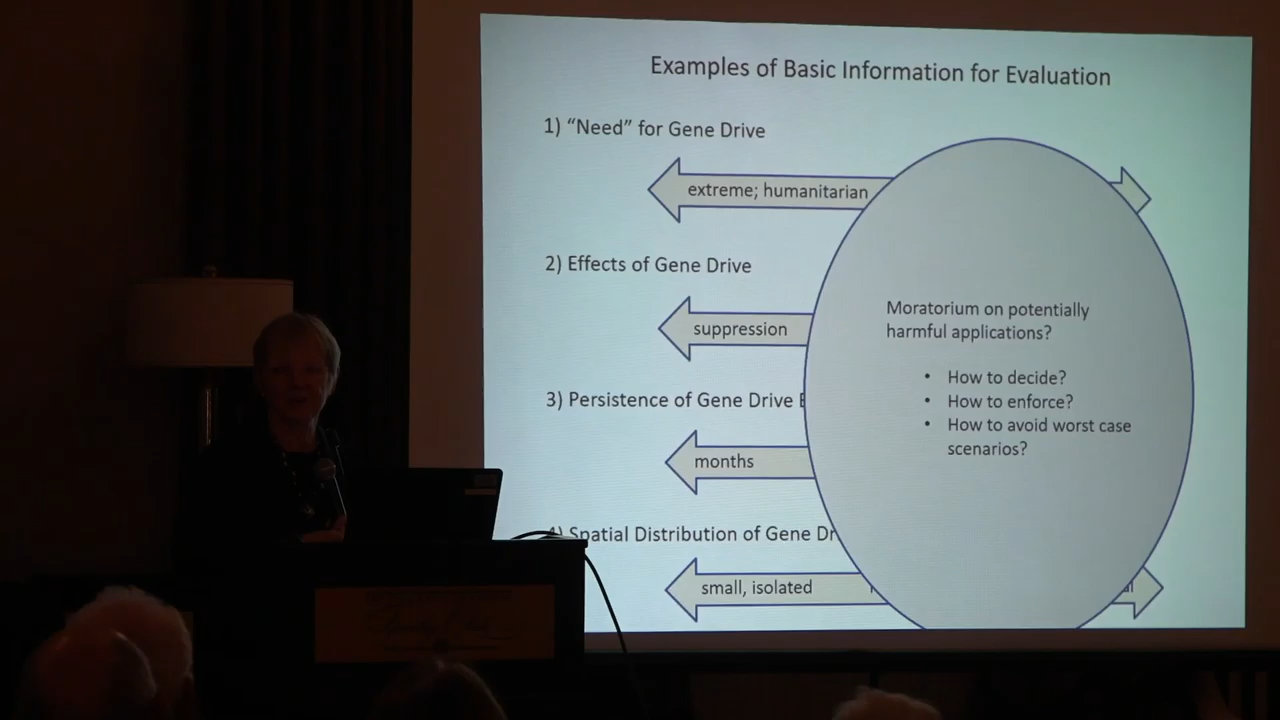 Examples of Basic Information for Evaluation
1) “Need” for Gene Drive
extreme; humanitarian
2) Effects of Gene Drive
suppression
3) Persistence of Gene Drive
months
4) Spatial Distribution of Gene
small, isolated
Moratorium on potentially
harmful applications?
• How to decide?
• How to enforce?
• How to avoid worst case
scenarios?